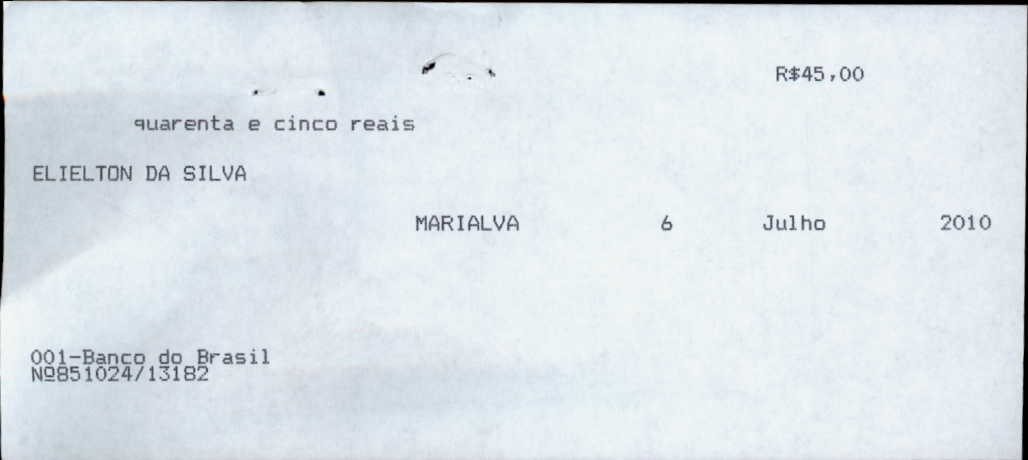 R$45,00
quarenta e cinco reais
ELIELTON DA SILVA
MARIALVA 6 Julho 2010
001-Banco do Brasil
Nº851024/13182